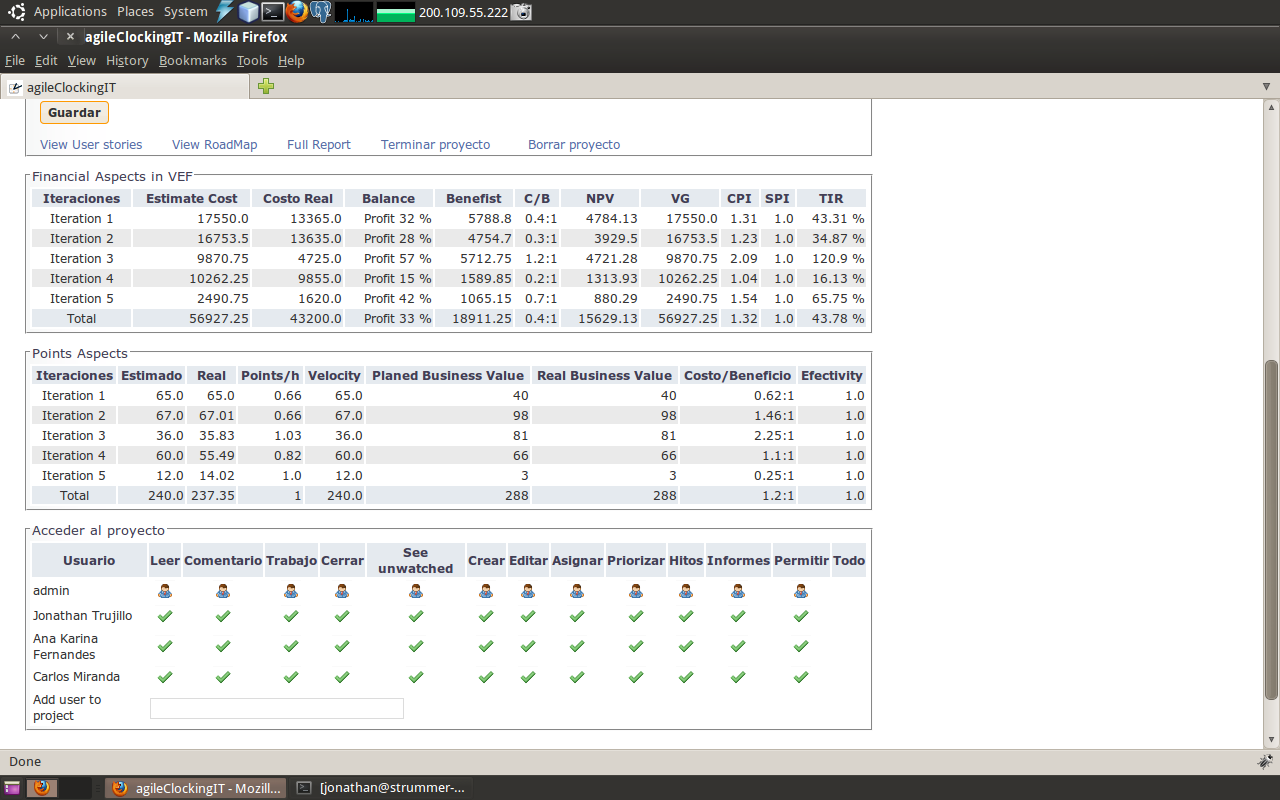 Applications Places System 200.109.55.222
agileClockingIT - Mozilla Firefox
File Edit View History Bookmarks Tools Help
agileClockingIT
Guardar
View User stories View RoadMap Full Report Terminar proyecto Borrar proyecto
Financial Aspects in VEF
Iteraciones Estimate Cost Costo Real Balance Benefist C/B NPV VG CPI SPI TIR
Iteration 1 17550.0 13365.0 Profit 32 % 5788.8 0.4:1 4784.13 17550.0 1.31 1.0 43.31 %
Iteration 2 16753.5 13635.0 Profit 28 % 4754.7 0.3:1 3929.5 16753.5 1.23 1.0 34.87 %
Iteration 3 9870.75 4725.0 Profit 57 % 5712.75 1.2:1 4721.28 9870.75 2.09 1.0 120.9 %
Iteration 4 10262.25 9855.0 Profit 15 % 1589.85 0.2:1 1313.93 10262.25 1.04 1.0 16.13 %
Iteration 5 2490.75 1620.0 Profit 42 % 1065.15 0.7:1 880.29 2490.75 1.54 1.0 65.75 %
Total 56927.25 43200.0 Profit 33 % 18911.25 0.4:1 15629.13 56927.25 1.32 1.0 43.78 %
Points Aspects
Iteraciones Estimado Real Points/h Velocity Planed Business Value Real Business Value Costo/Beneficio Efectivity
Iteration 1 65.0 65.0 0.66 65.0 40 40 0.62:1 1.0
Iteration 2 67.0 67.01 0.66 67.0 98 98 1.46:1 1.0
Iteration 3 36.0 35.83 1.03 36.0 81 81 2.25:1 1.0
Iteration 4 60.0 55.49 0.82 60.0 66 66 1.1:1 1.0
Iteration 5 12.0 14.02 1.0 12.0 3 3 0.25:1 1.0
Total 240.0 237.35 1 240.0 288 288 1.2:1 1.0
Acceder al proyecto
Usuario Leer Comentario Trabajo Cerrar See unwatched Crear Editar Asignar Priorizar Hitos Informes Permitir Todo
admin
Jonathan Trujillo
Ana Karina
Fernandes
Carlos Miranda
Add user to
project
Done
agileClockingIT - Mozill... [jonathan@strummer-...